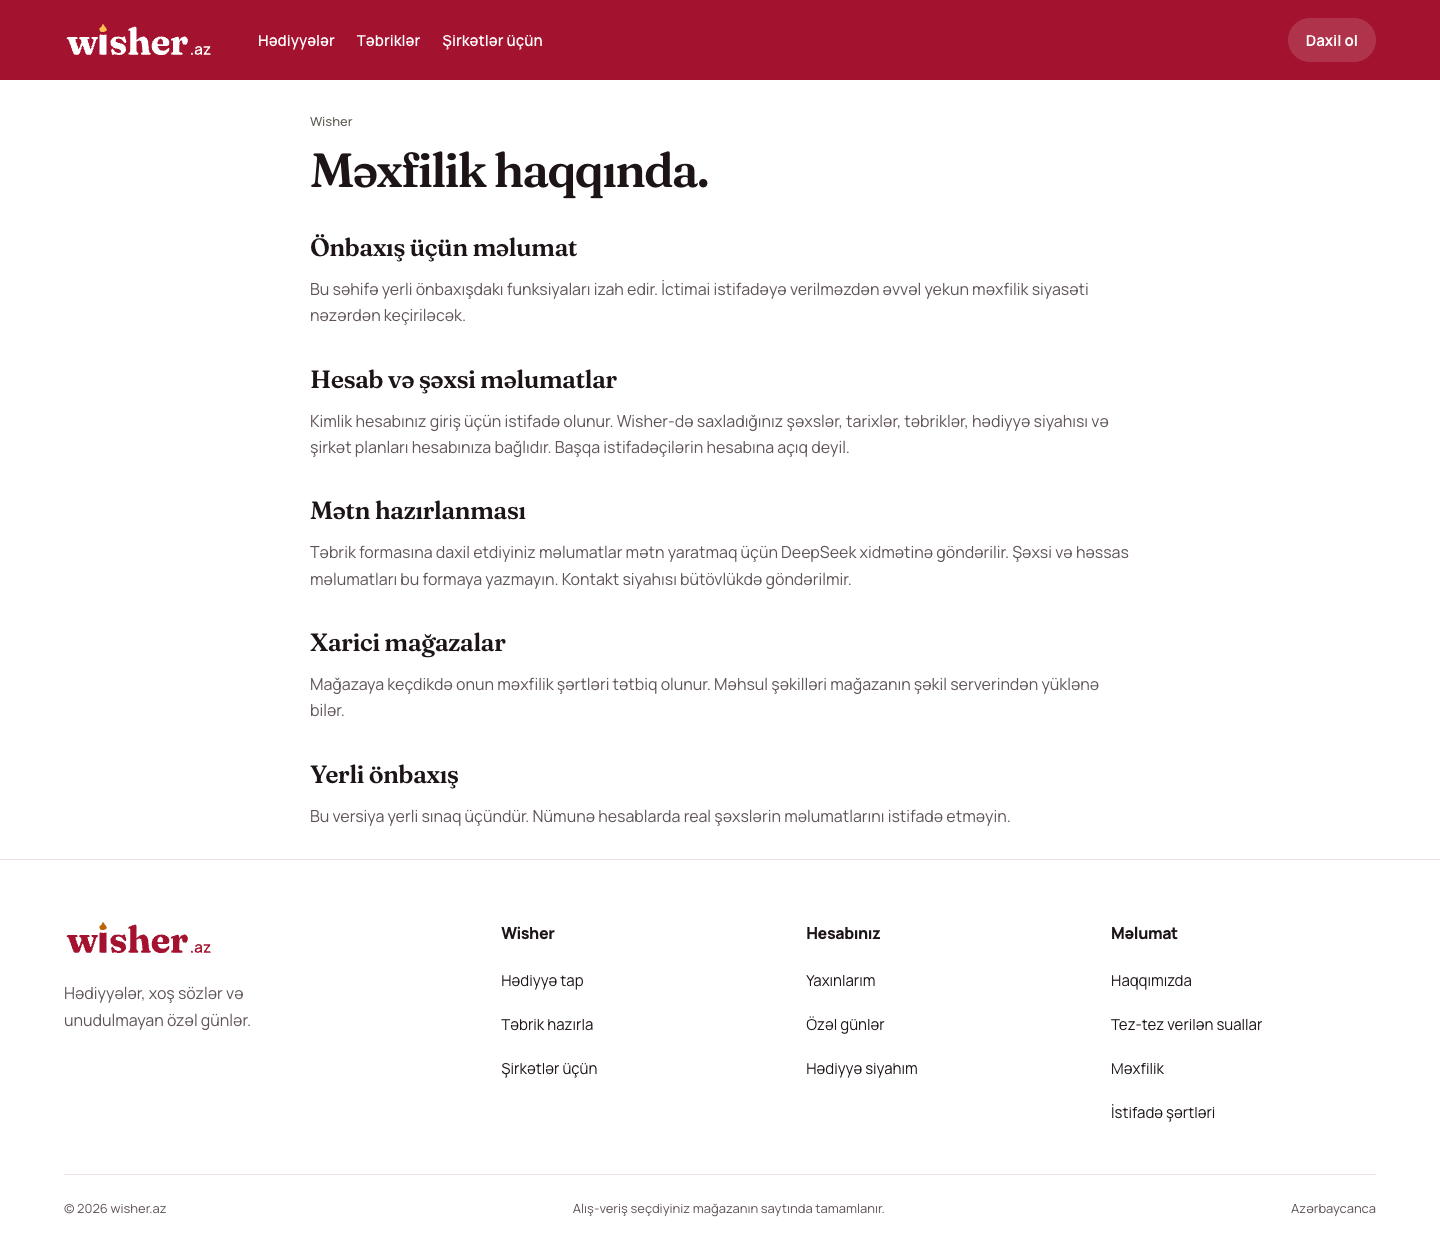 wisher.az
Hədiyyələr
Təbriklər
Şirkətlər üçün
Daxil ol
Wisher
Məxfilik haqqında.
Önbaxış üçün məlumat
Bu səhifə yerli önbaxışdakı funksiyaları izah edir. İctimai istifadəyə verilməzdən əvvəl yekun məxfilik siyasəti
nəzərdən keçiriləcək.
Hesab və şəxsi məlumatlar
Kimlik hesabınız giriş üçün istifadə olunur. Wisher-də saxladığınız şəxslər, tarixlər, təbriklər, hədiyyə siyahısı və
şirkət planları hesabınıza bağlıdır. Başqa istifadəçilərin hesabına açıq deyil.
Mətn hazırlanması
Təbrik formasına daxil etdiyiniz məlumatlar mətn yaratmaq üçün DeepSeek xidmətinə göndərilir. Şəxsi və həssas
məlumatları bu formaya yazmayın. Kontakt siyahısı bütövlükdə göndərilmir.
Xarici mağazalar
Mağazaya keçdikdə onun məxfilik şərtləri tətbiq olunur. Məhsul şəkilləri mağazanın şəkil serverindən yüklənə
bilər.
Yerli önbaxış
Bu versiya yerli sınaq üçündür. Nümunə hesablarda real şəxslərin məlumatlarını istifadə etməyin.
wisher.az
Hədiyyələr, xoş sözlər və
unudulmayan özəl günlər.
Wisher
Hədiyyə tap
Təbrik hazırla
Şirkətlər üçün
Hesabınız
Yaxınlarım
Özəl günlər
Hədiyyə siyahım
Məlumat
Haqqımızda
Tez-tez verilən suallar
Məxfilik
İstifadə şərtləri
© 2026 wisher.az
Alış-veriş seçdiyiniz mağazanın saytında tamamlanır.
Azərbaycanca